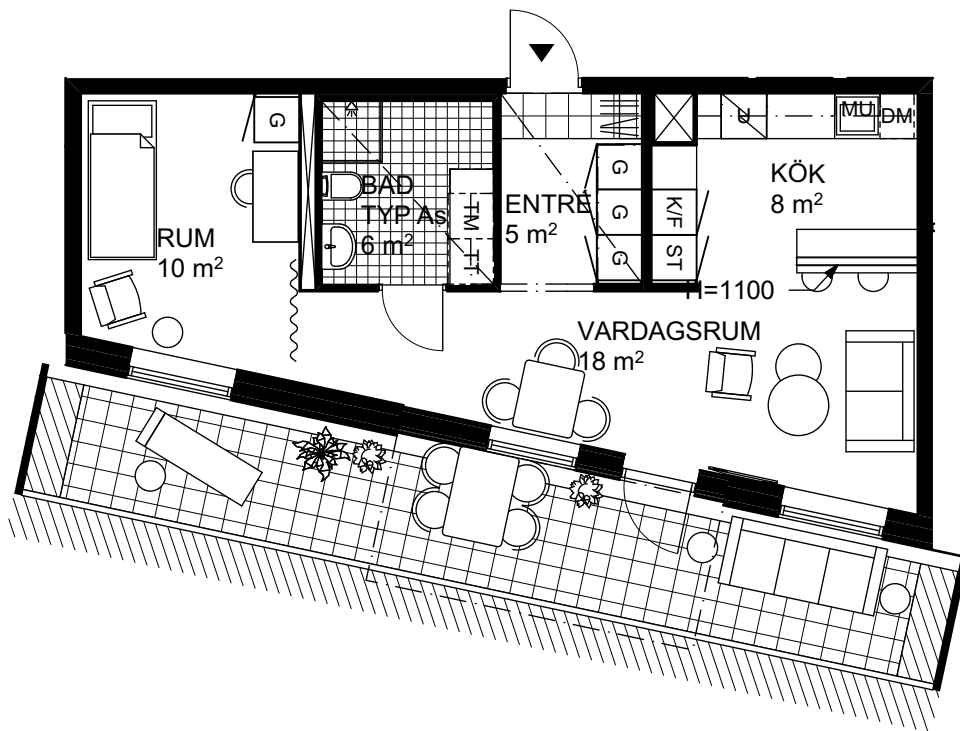 G
D
MU
DM
BAD
TYP As
6 m²
TM
TT
ENTRÉ
5 m²
G
G
G
K/F
ST
KÖK
8 m²
RUM
10 m²
H=1100
VARDAGSRUM
18 m²